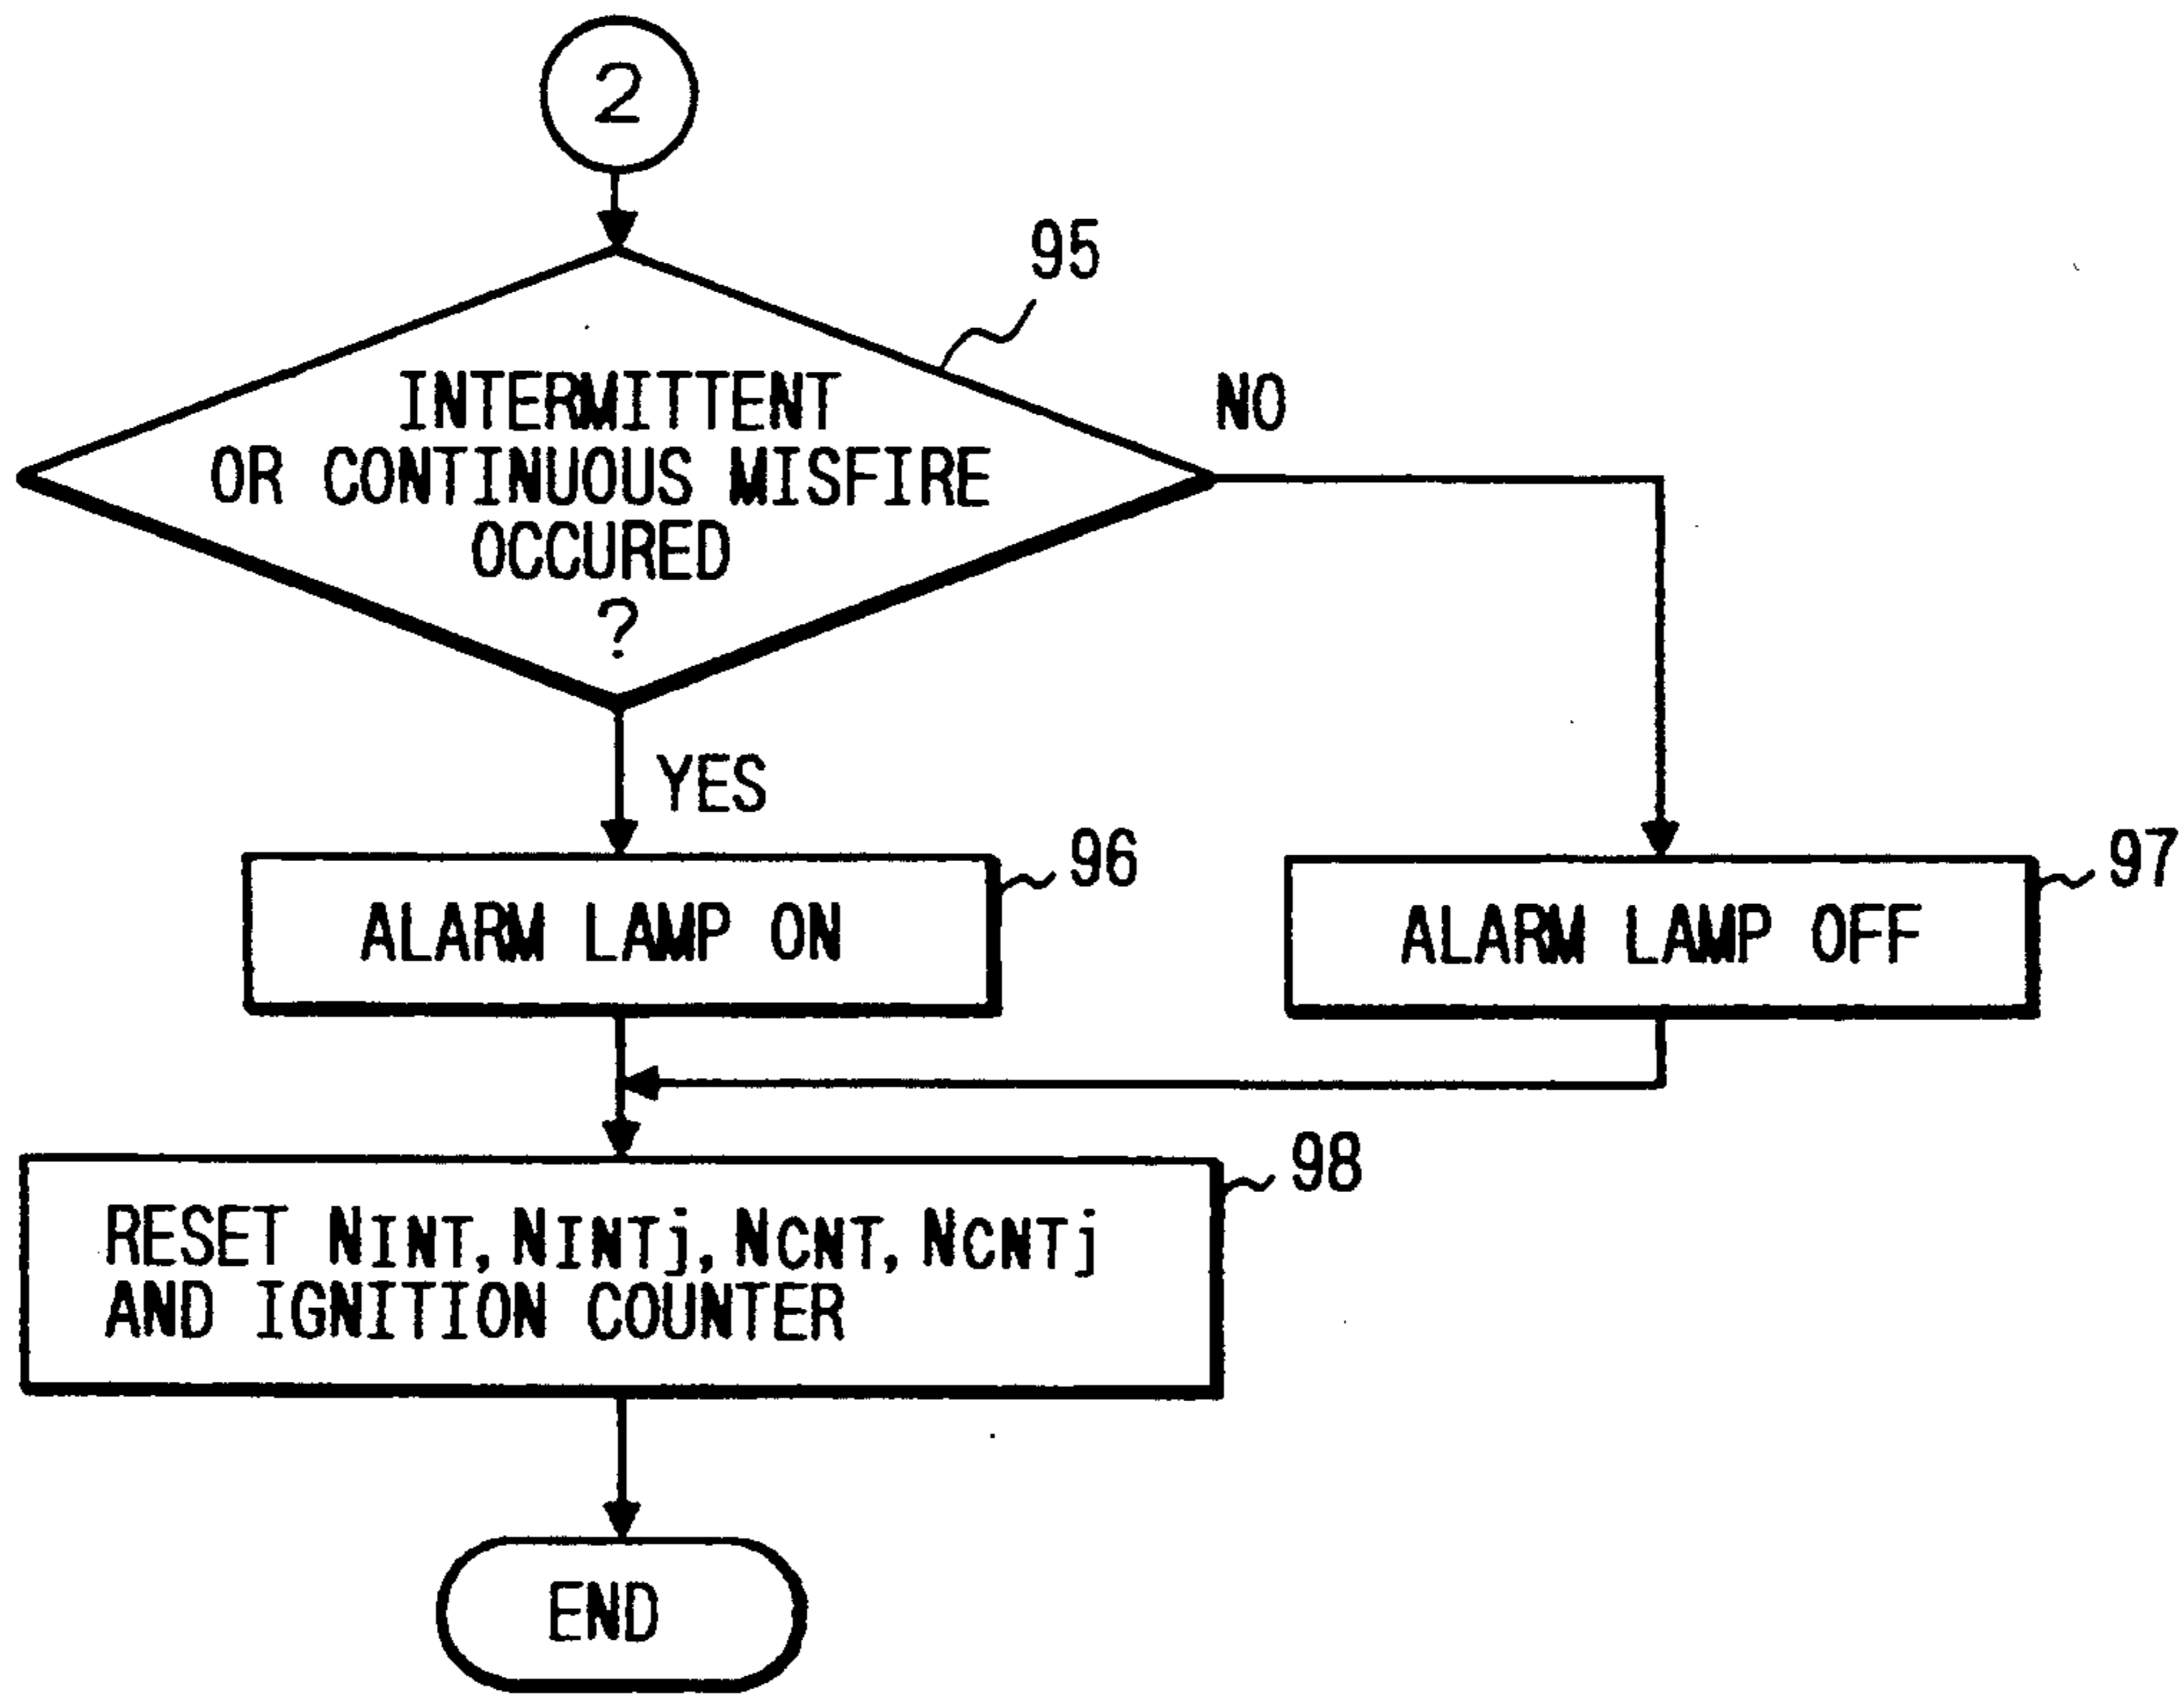 2
95
INTERMITTENT
OR CONTINUOUS MISFIRE
OCCURED
?
NO
YES
96
ALARM LAMP ON
97
ALARM LAMP OFF
98
RESET NINT, NINTj, NCNT, NCNTj
AND IGNITION COUNTER
END